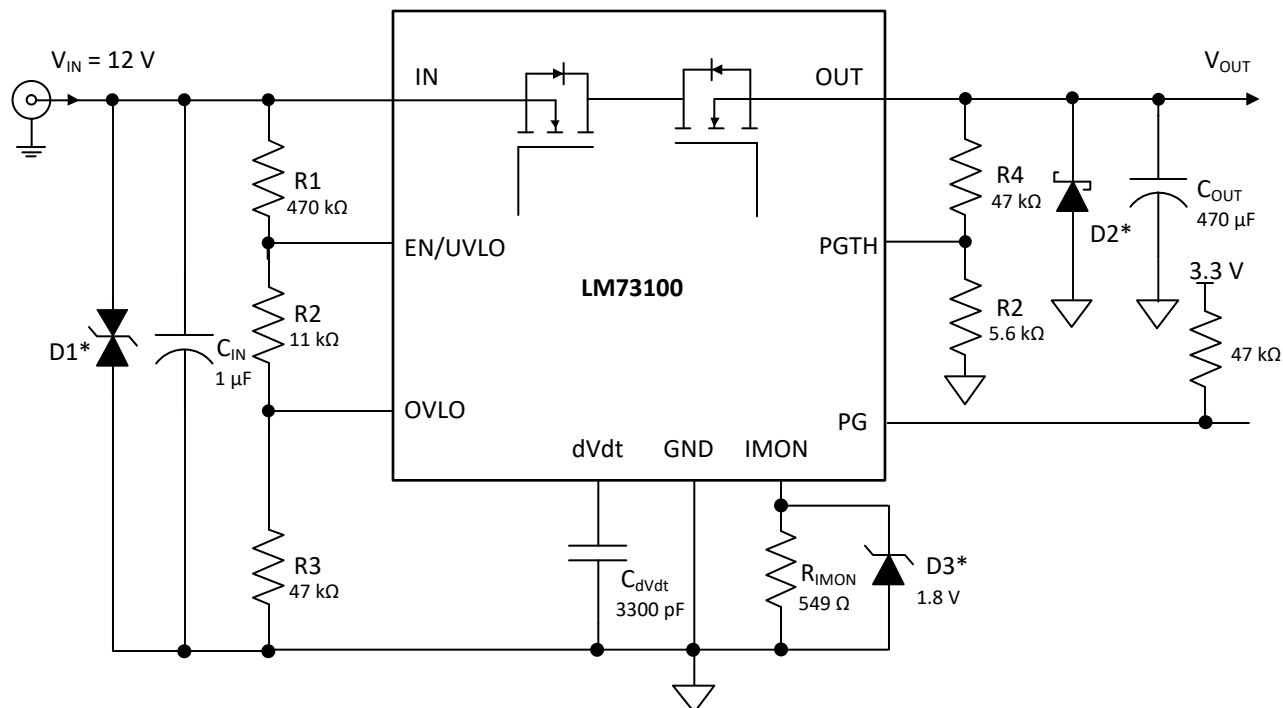 V_IN = 12 V
IN
OUT
V_OUT
R1
470 kΩ
R4
47 kΩ
C_OUT
470 µF
D2*
EN/UVLO
PGTH
LM73100
3.3 V
R2
11 kΩ
R2
5.6 kΩ
D1*
C_IN
1 µF
47 kΩ
OVLO
PG
dVdt
GND
IMON
R3
47 kΩ
C_dVdt
3300 pF
R_IMON
549 Ω
D3*
1.8 V